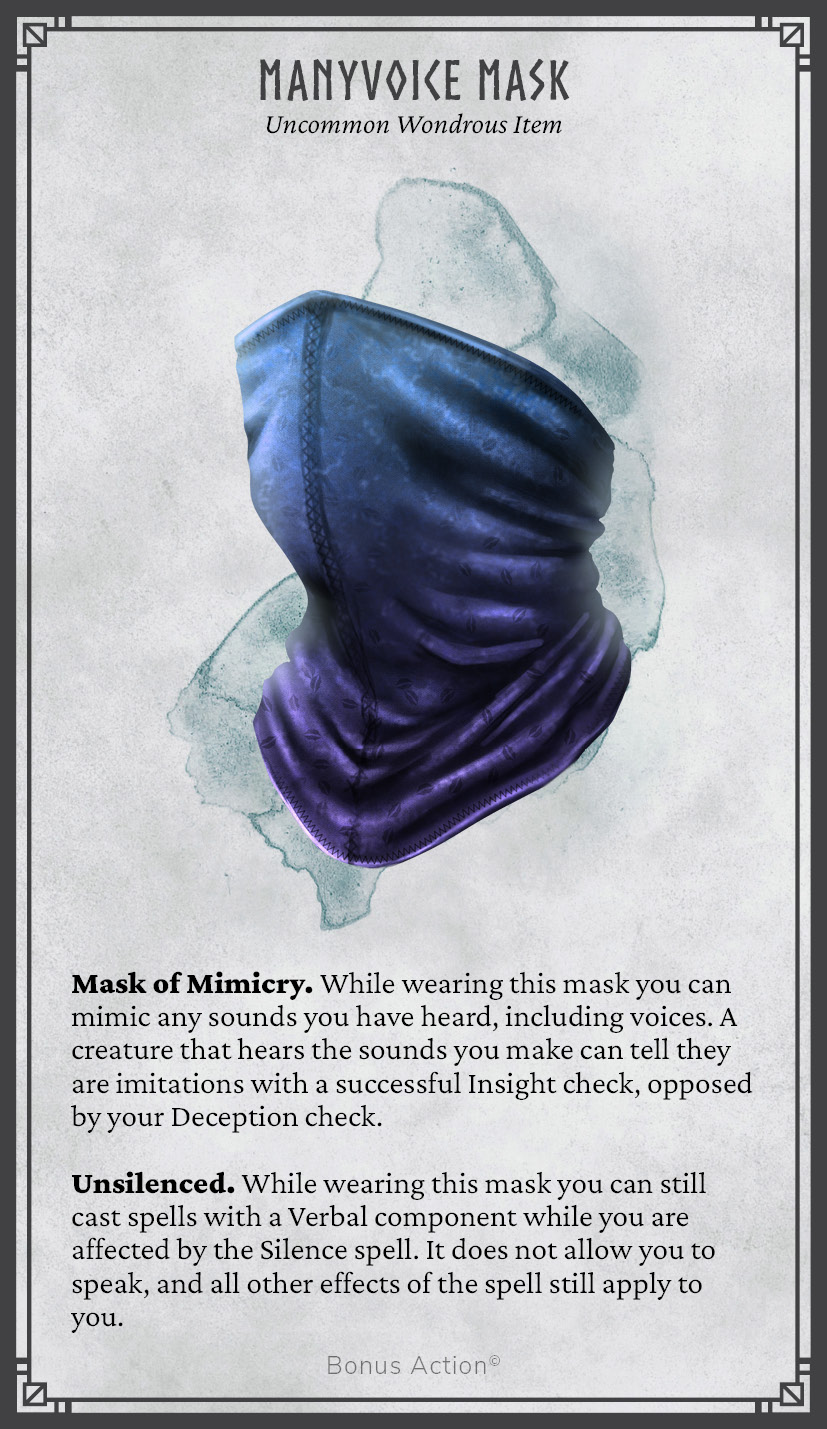 MANYVOICE MASK
Uncommon Wondrous Item
Mask of Mimicry. While wearing this mask you can
mimic any sounds you have heard, including voices. A
creature that hears the sounds you make can tell they
are imitations with a successful Insight check, opposed
by your Deception check.
Unsilenced. While wearing this mask you can still
cast spells with a Verbal component while you are
affected by the Silence spell. It does not allow you to
speak, and all other effects of the spell still apply to
you.
Bonus Action©